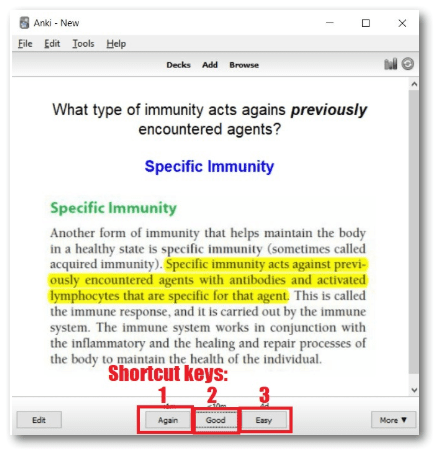 Anki - New
File Edit Tools Help
Decks Add Browse
What type of immunity acts agains previously
encountered agents?
Specific Immunity
Specific Immunity
Another form of immunity that helps maintain the body
in a healthy state is specific immunity (sometimes called
acquired immunity). Specific immunity acts against previ-
ously encountered agents with antibodies and activated
lymphocytes that are specific for that agent. This is called
the immune response, and it is carried out by the immune
system. The immune system works in conjunction with
the inflammatory and the healing and repair processes of
the body to maintain the health of the individual.
Shortcut keys:
1 2 3
Edit Again Good Easy More ▼